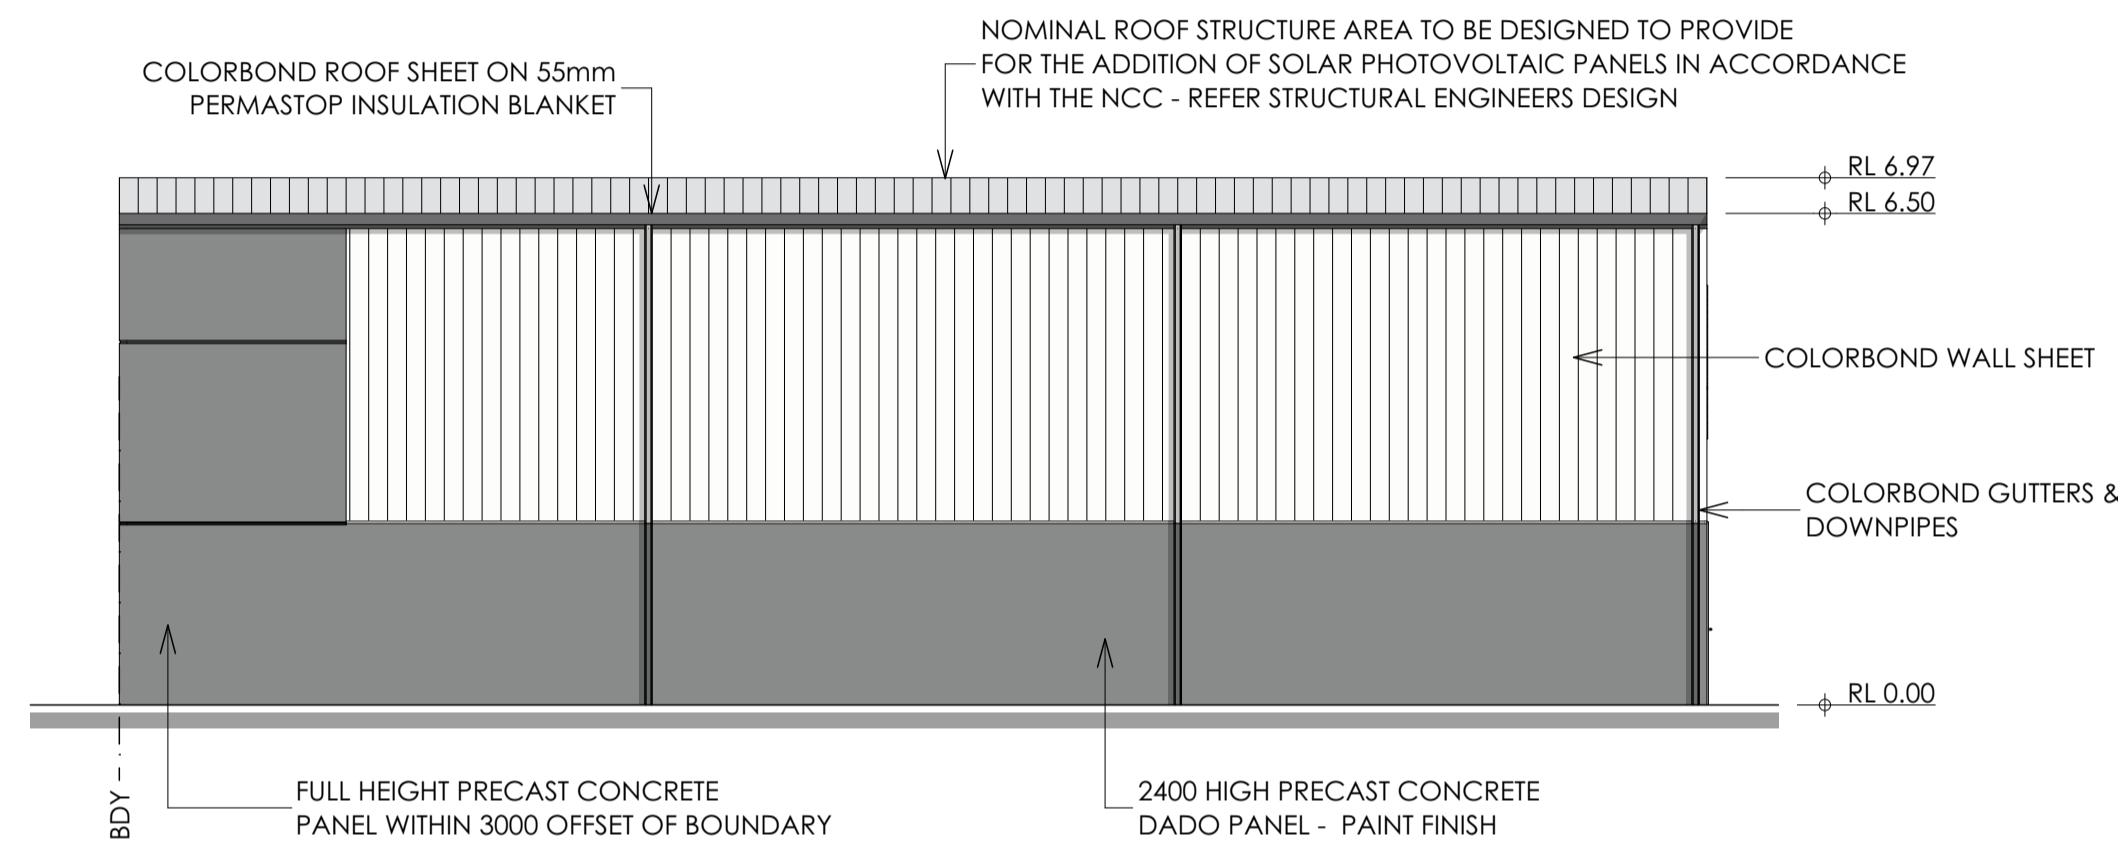 NOMINAL ROOF STRUCTURE AREA TO BE DESIGNED TO PROVIDE
FOR THE ADDITION OF SOLAR PHOTOVOLTAIC PANELS IN ACCORDANCE
WITH THE NCC - REFER STRUCTURAL ENGINEERS DESIGN
COLORBOND ROOF SHEET ON 55mm
PERMASTOP INSULATION BLANKET
RL 6.97
RL 6.50
COLORBOND WALL SHEET
COLORBOND GUTTERS &
DOWNPIPES
RL 0.00
BDY
FULL HEIGHT PRECAST CONCRETE
PANEL WITHIN 3000 OFFSET OF BOUNDARY
2400 HIGH PRECAST CONCRETE
DADO PANEL - PAINT FINISH